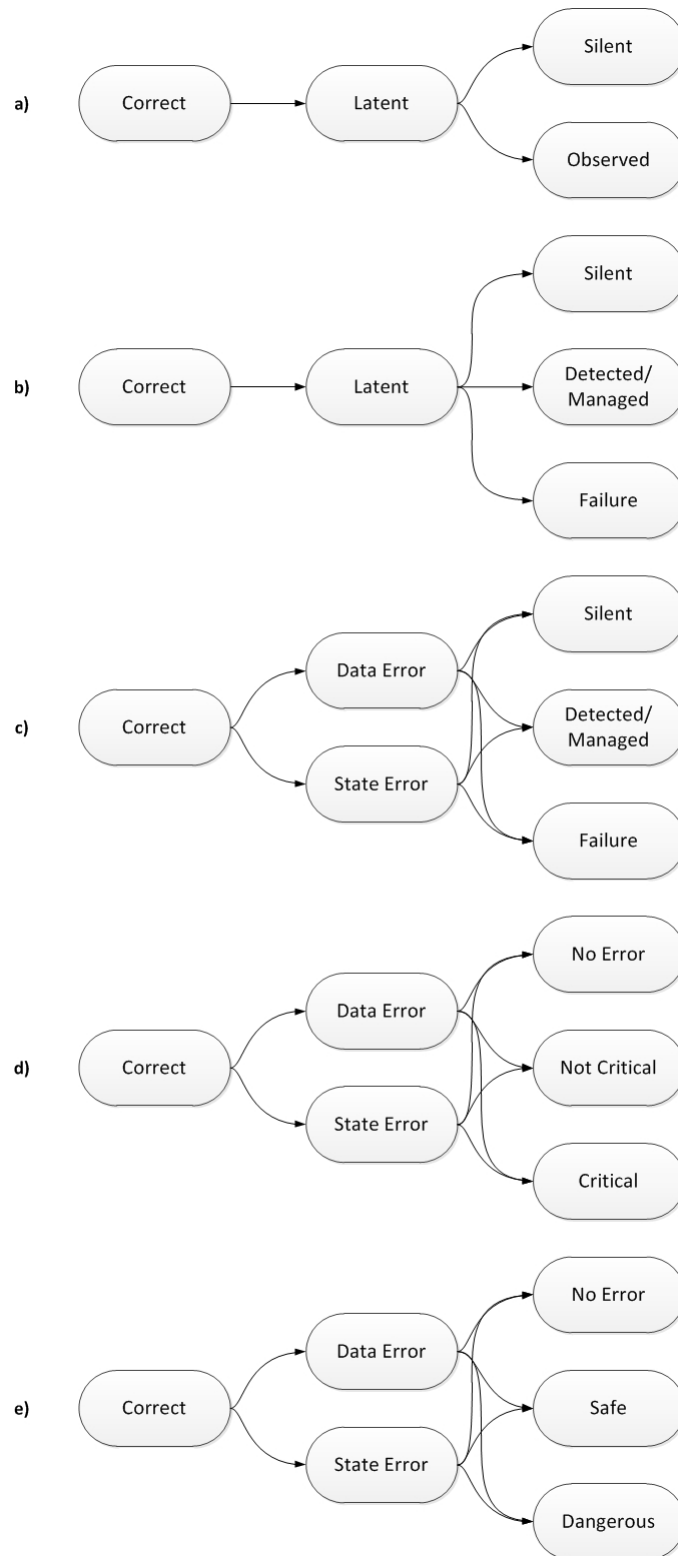 Silent
a) Correct Latent
Observed
Silent
b) Correct Latent Detected/
Managed
Failure
Silent
Data Error
c) Correct Detected/
Managed
State Error
Failure
No Error
Data Error
d) Correct Not Critical
State Error
Critical
No Error
Data Error
e) Correct Safe
State Error
Dangerous